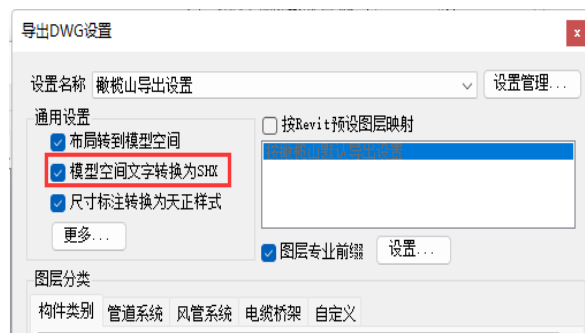 导出DWG设置
x
设置名称 橄榄山导出设置 设置管理...
通用设置
布局转到模型空间
模型空间文字转换为SHX
尺寸标注转换为天正样式
更多...
按Revit预设图层映射
按橄榄山默认导出设置
图层专业前缀 设置...
图层分类
构件类别 管道系统 风管系统 电缆桥架 自定义